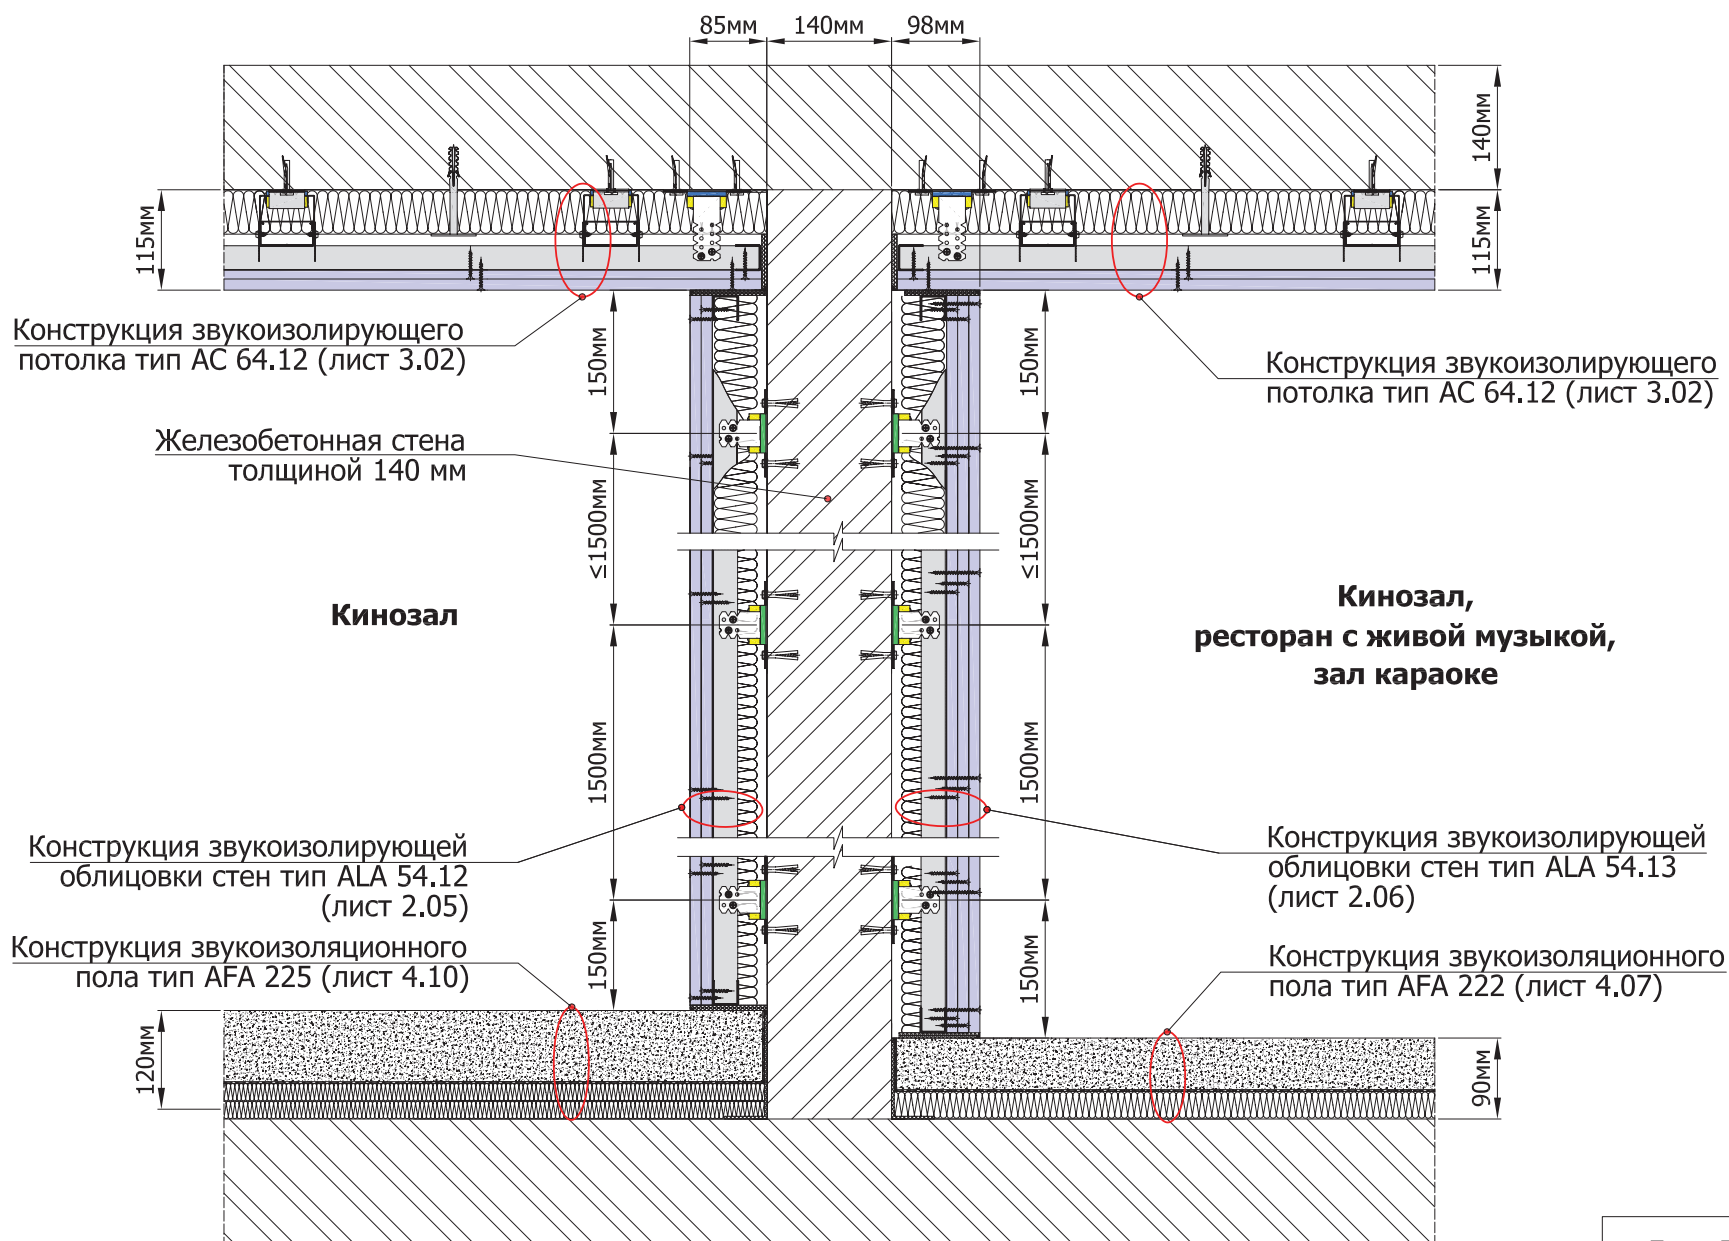 85мм
140мм
98мм
140мм
115мм
115мм
Конструкция звукоизолирующего
потолка тип АС 64.12 (лист 3.02)
150мм
150мм
Конструкция звукоизолирующего
потолка тип АС 64.12 (лист 3.02)
Железобетонная стена
толщиной 140 мм
≤1500мм
≤1500мм
Кинозал
Кинозал,
ресторан с живой музыкой,
зал караоке
1500мм
1500мм
Конструкция звукоизолирующей
облицовки стен тип ALA 54.12
(лист 2.05)
Конструкция звукоизолирующей
облицовки стен тип ALA 54.13
(лист 2.06)
Конструкция звукоизоляционного
пола тип AFA 225 (лист 4.10)
150мм
150мм
Конструкция звукоизоляционного
пола тип AFA 222 (лист 4.07)
120мм
90мм